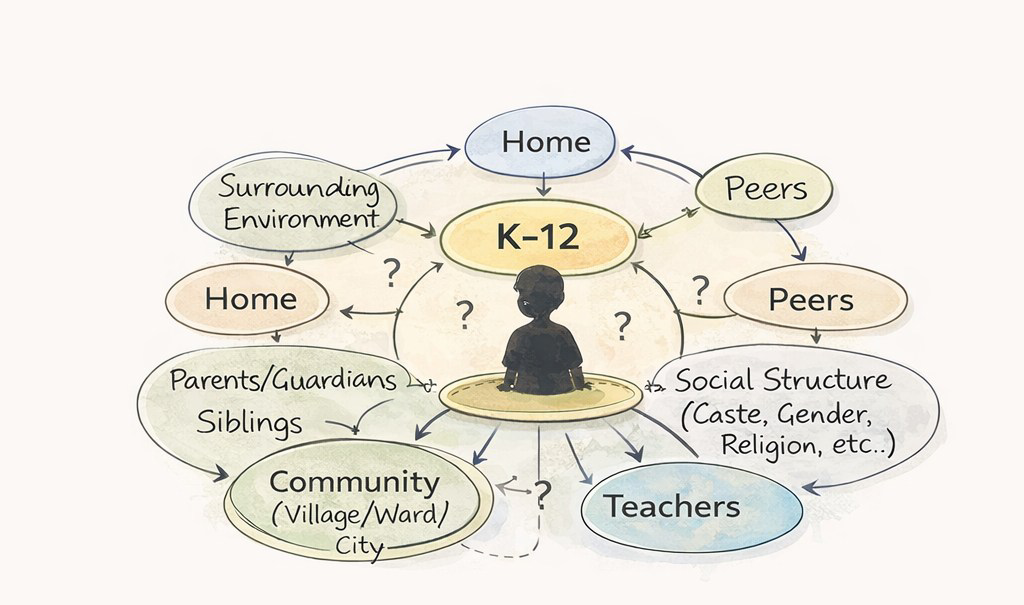 Home
Surrounding
Environment
Peers
K-12
?
?
?
?
Home
Peers
Parents/Guardians
Siblings
Social Structure
(Caste, Gender,
Religion, etc..)
Community
(Village/Ward/
City
?
Teachers